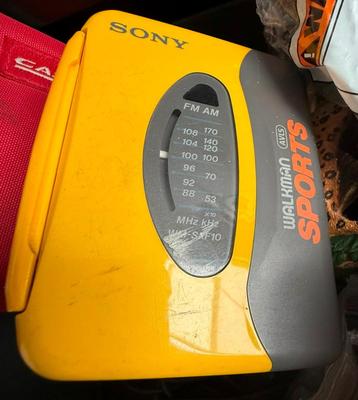 SONY
FM AM
108 170
104 140
120
100 100
96 70
92
88 53
X10
MHz kHz
WM-SXF10
AVLS
WALKMAN
SPORTS
CA